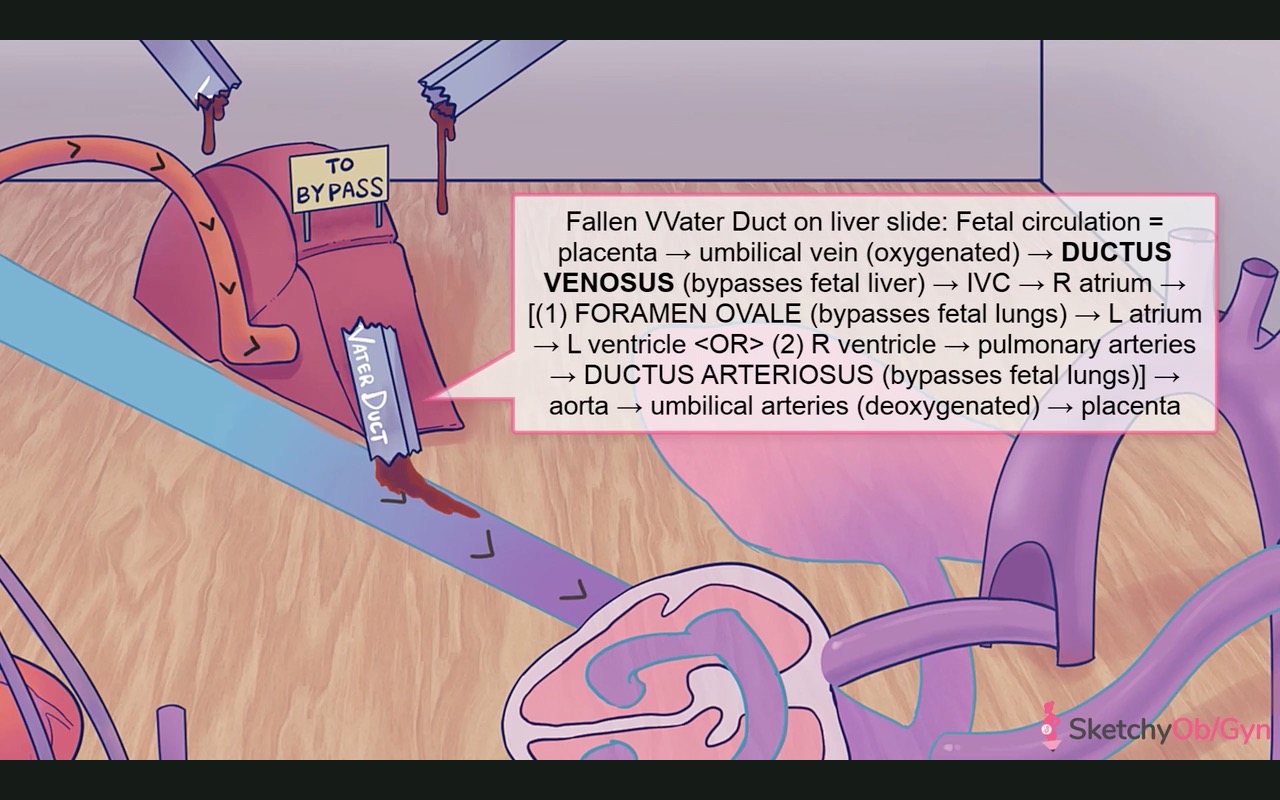 TO
BYPASS
Fallen VVater Duct on liver slide: Fetal circulation =
placenta → umbilical vein (oxygenated) → DUCTUS
VENOSUS (bypasses fetal liver) → IVC → R atrium →
[(1) FORAMEN OVALE (bypasses fetal lungs) → L atrium
→ L ventricle <OR> (2) R ventricle → pulmonary arteries
→ DUCTUS ARTERIOSUS (bypasses fetal lungs)] →
aorta → umbilical arteries (deoxygenated) → placenta
VATER DUCT
SketchyOb/Gyn